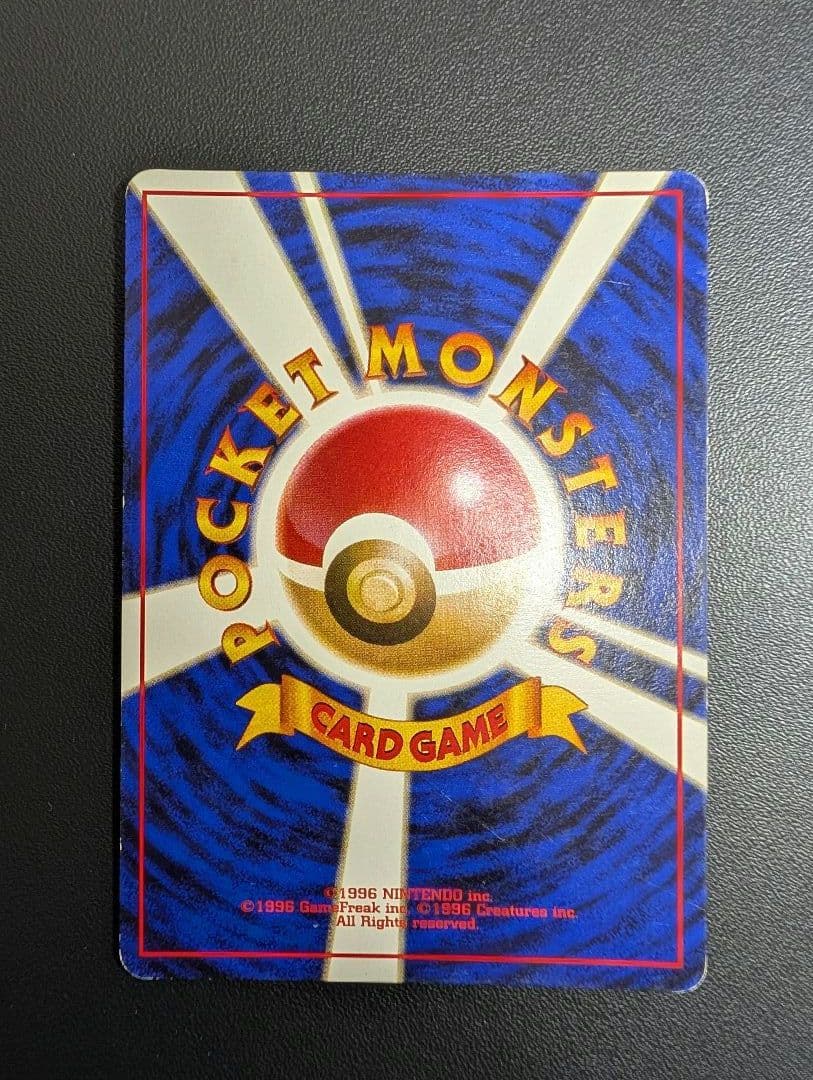 POCKET MONSTERS
CARD GAME
©1996 NINTENDO inc.
©1996 GameFreak inc. ©1996 Creatures inc.
All Rights reserved.